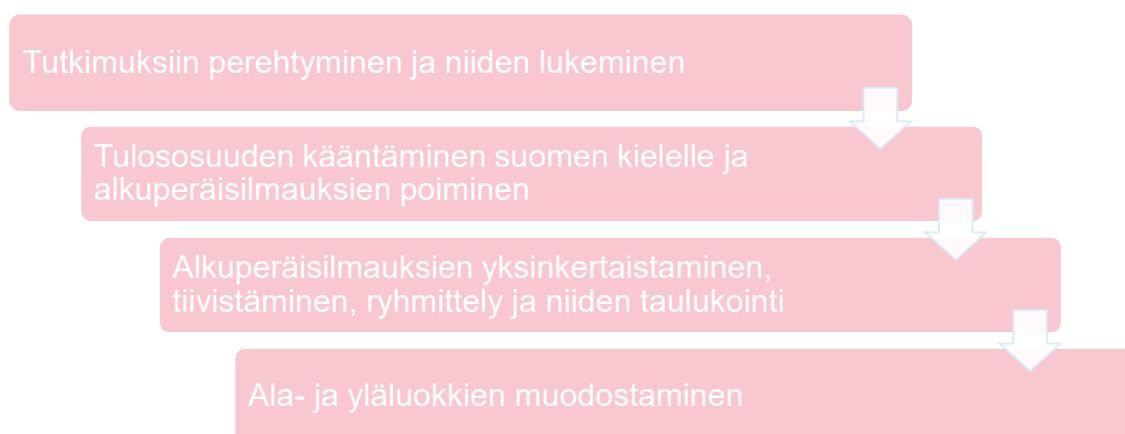 Tutkimuksiin perehtyminen ja niiden lukeminen
Tulososuuden kääntäminen suomen kielelle ja
alkuperäisilmauksien poiminen
Alkuperäisilmauksien yksinkertaistaminen,
tiivistäminen, ryhmittely ja niiden taulukointi
Ala- ja yläluokkien muodostaminen